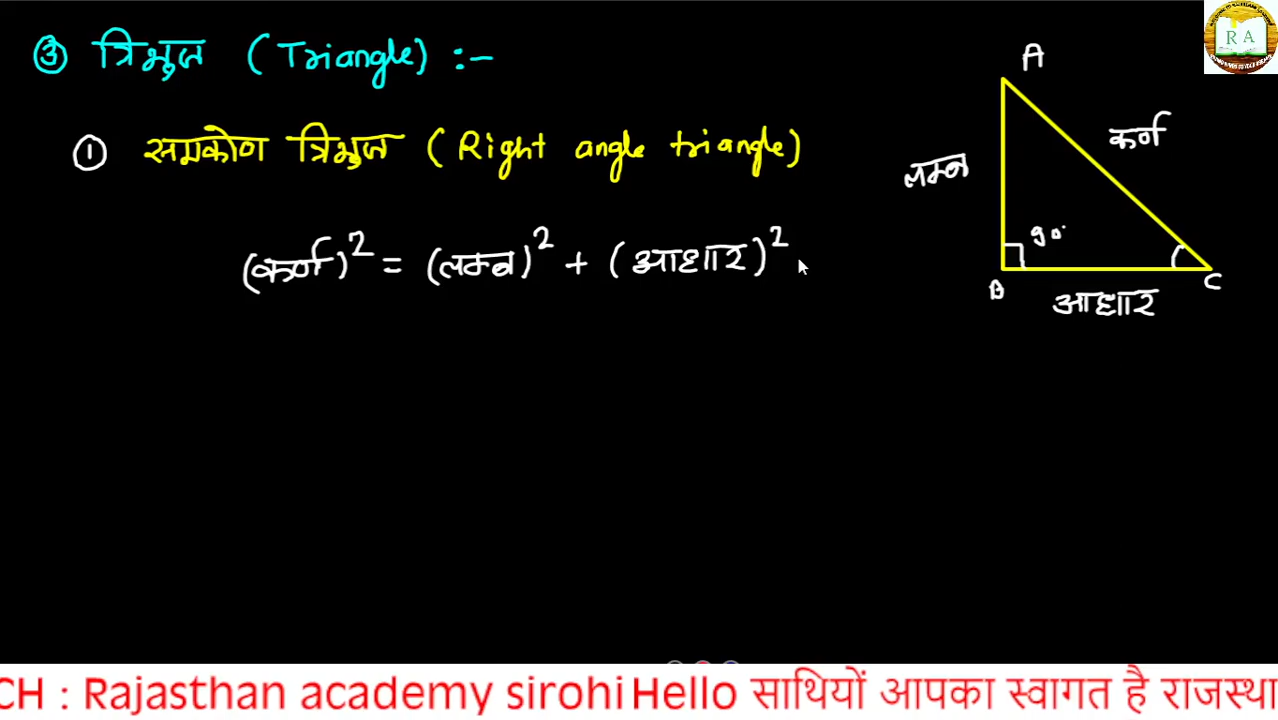 ③ त्रिभुज (Triangle) :-
① समकोण त्रिभुज (Right angle triangle)
(कर्ण)² = (लम्ब)² + (आधार)²
A
कर्ण
लम्ब
90°
B
C
आधार
R A
CH : Rajasthan academy sirohi Hello साथियों आपका स्वागत है राजस्था